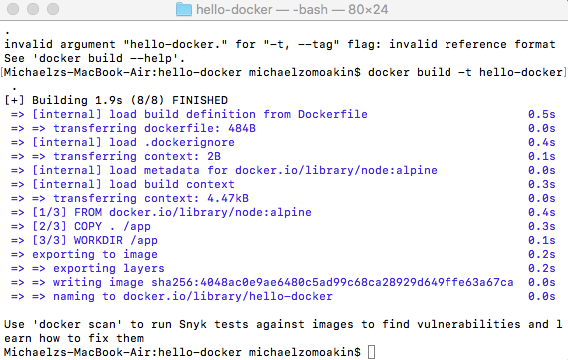 hello-docker — -bash — 80×24
.
invalid argument "hello-docker." for "-t, --tag" flag: invalid reference format
See 'docker build --help'.
[Michaelzs-MacBook-Air:hello-docker michaelzomoakin$ docker build -t hello-docker]
 .
[+] Building 1.9s (8/8) FINISHED
 => [internal] load build definition from Dockerfile 0.5s
 => => transferring dockerfile: 484B 0.0s
 => [internal] load .dockerignore 0.4s
 => => transferring context: 2B 0.1s
 => [internal] load metadata for docker.io/library/node:alpine 0.0s
 => [internal] load build context 0.3s
 => => transferring context: 4.47kB 0.0s
 => [1/3] FROM docker.io/library/node:alpine 0.4s
 => [2/3] COPY . /app 0.3s
 => [3/3] WORKDIR /app 0.1s
 => exporting to image 0.2s
 => => exporting layers 0.2s
 => => writing image sha256:4048ac0e9ae6480c5ad99c68ca28929d649ffe63a67ca 0.0s
 => => naming to docker.io/library/hello-docker 0.0s
Use 'docker scan' to run Snyk tests against images to find vulnerabilities and l
earn how to fix them
Michaelzs-MacBook-Air:hello-docker michaelzomoakin$